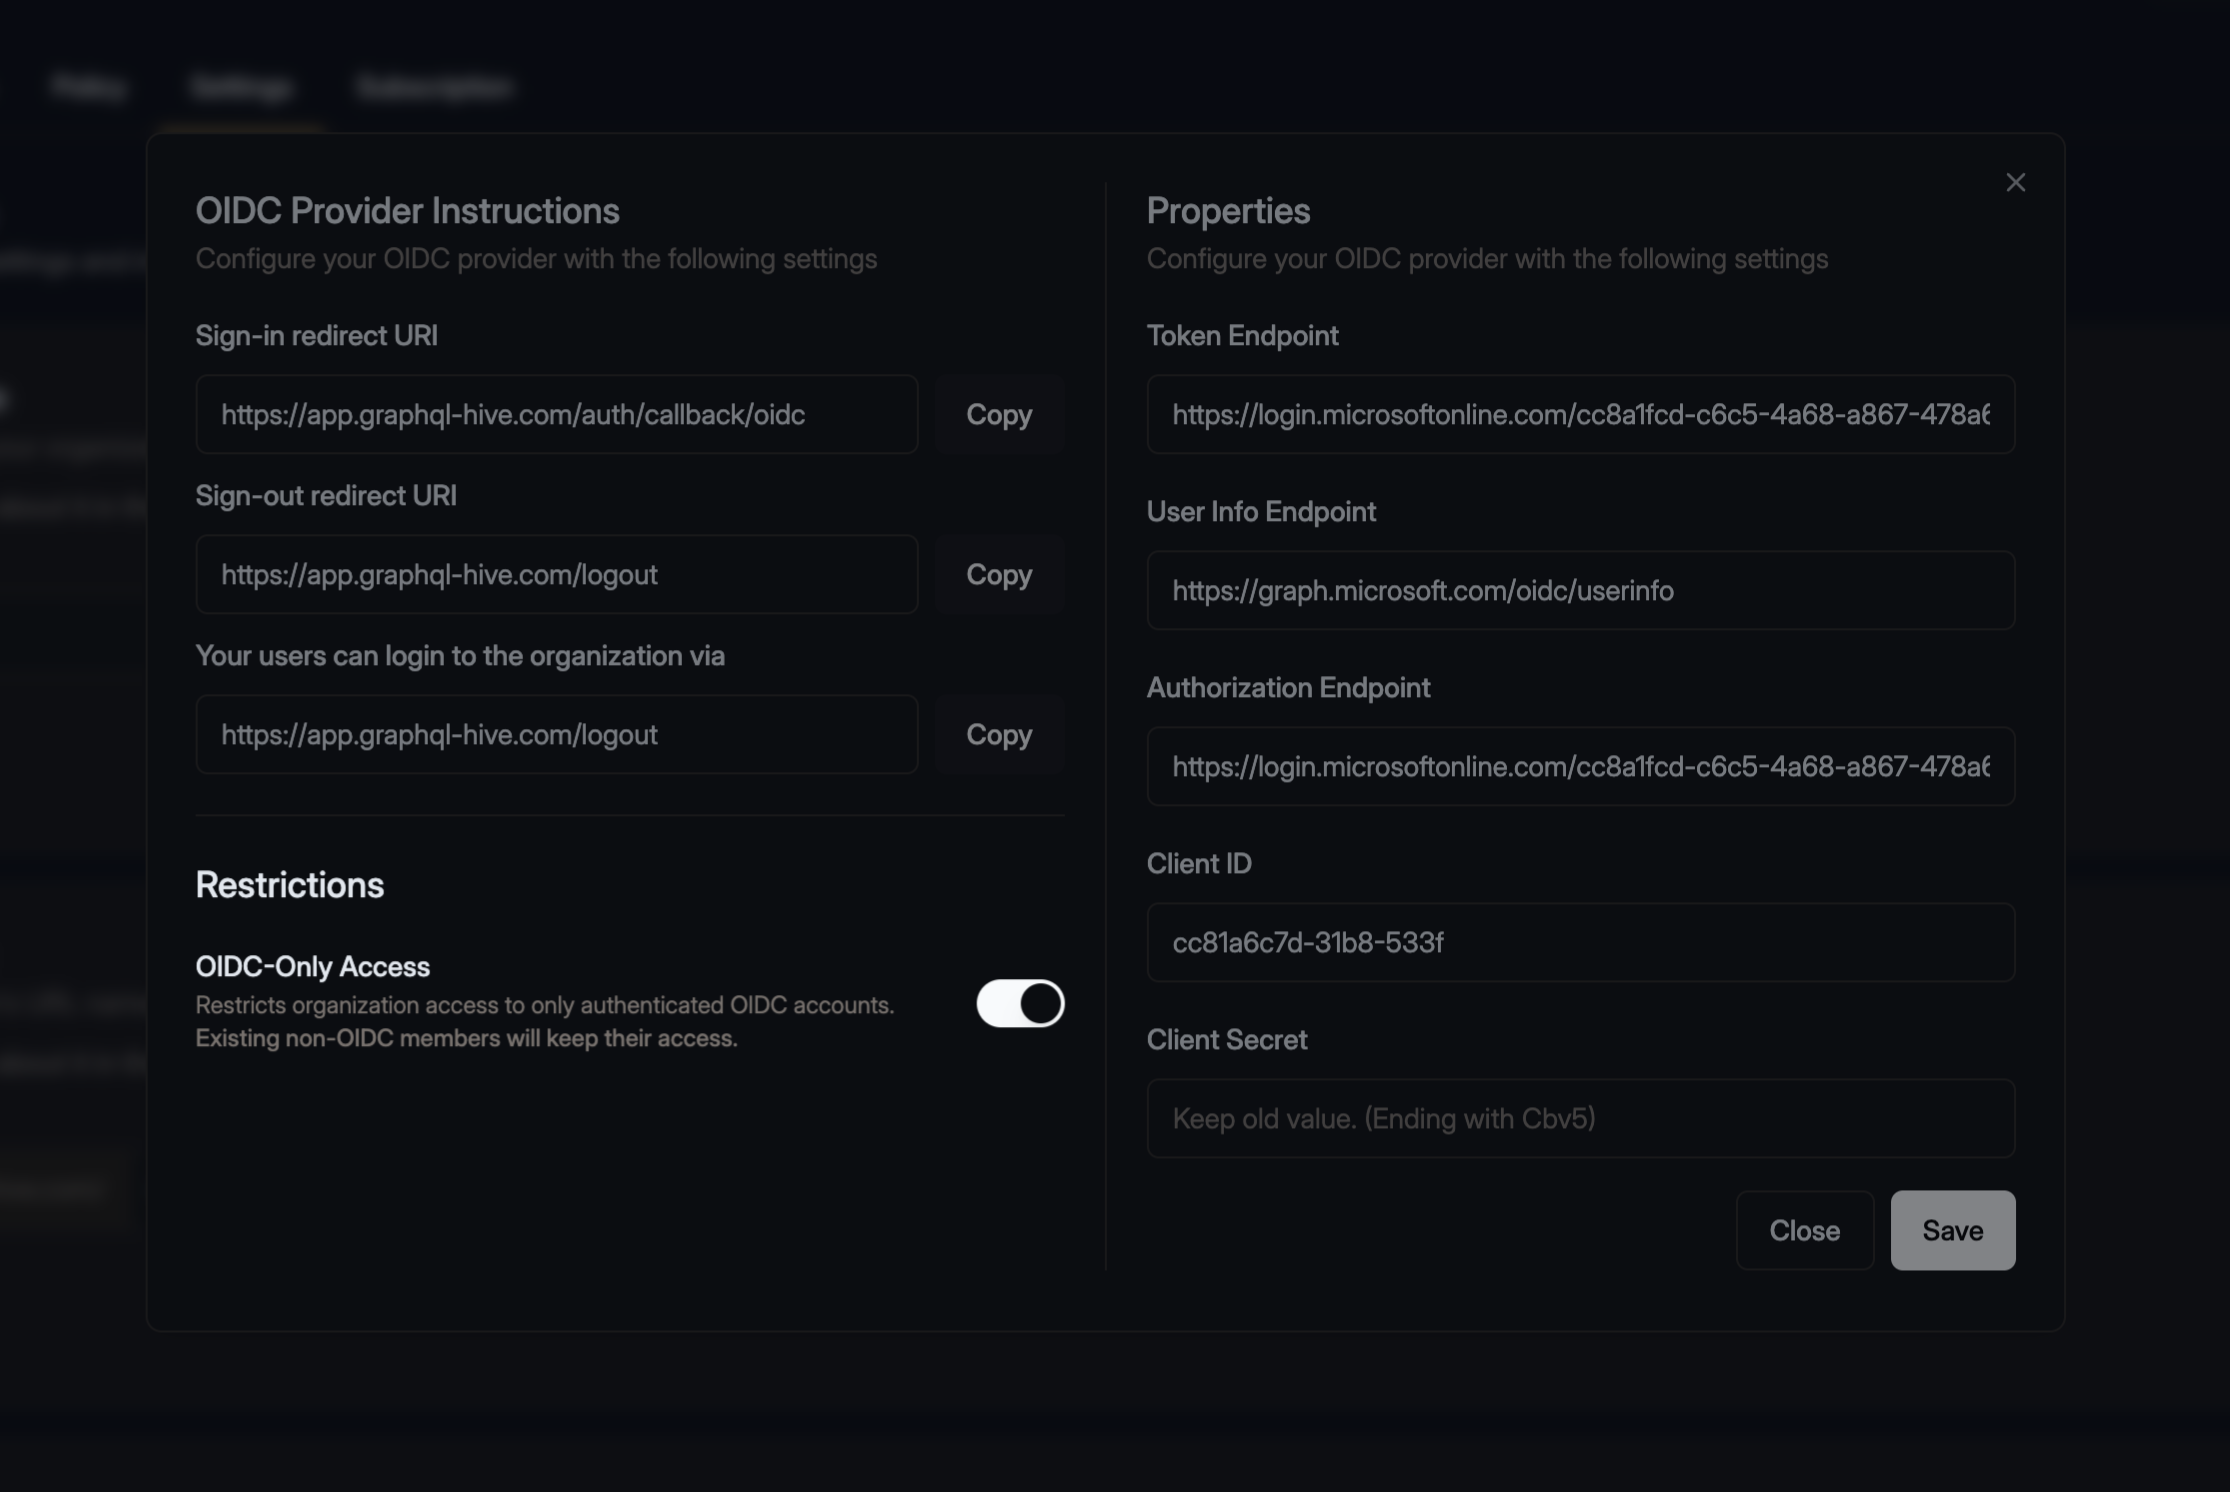 Policy
Settings
Subscription
OIDC Provider Instructions
Configure your OIDC provider with the following settings
Sign-in redirect URI
https://app.graphql-hive.com/auth/callback/oidc
Copy
Sign-out redirect URI
https://app.graphql-hive.com/logout
Copy
Your users can login to the organization via
https://app.graphql-hive.com/logout
Copy
Restrictions
OIDC-Only Access
Restricts organization access to only authenticated OIDC accounts.
Existing non-OIDC members will keep their access.
Properties
Configure your OIDC provider with the following settings
Token Endpoint
https://login.microsoftonline.com/cc8a1fcd-c6c5-4a68-a867-478a6
User Info Endpoint
https://graph.microsoft.com/oidc/userinfo
Authorization Endpoint
https://login.microsoftonline.com/cc8a1fcd-c6c5-4a68-a867-478a6
Client ID
cc81a6c7d-31b8-533f
Client Secret
Keep old value. (Ending with Cbv5)
Close
Save